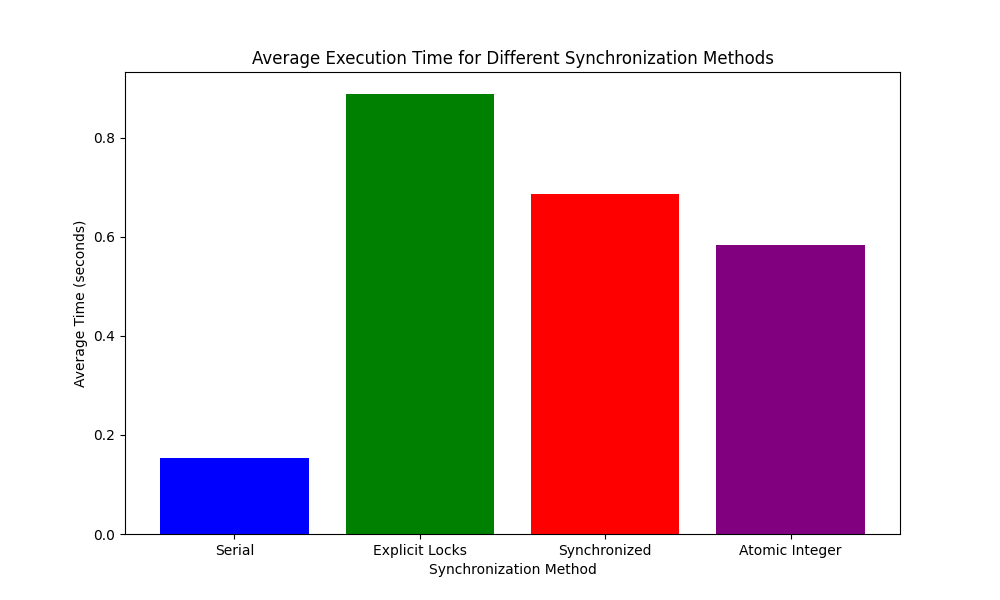 Average Execution Time for Different Synchronization Methods
Average Time (seconds)
0.8
0.6
0.4
0.2
0.0
Serial
Explicit Locks
Synchronized
Atomic Integer
Synchronization Method